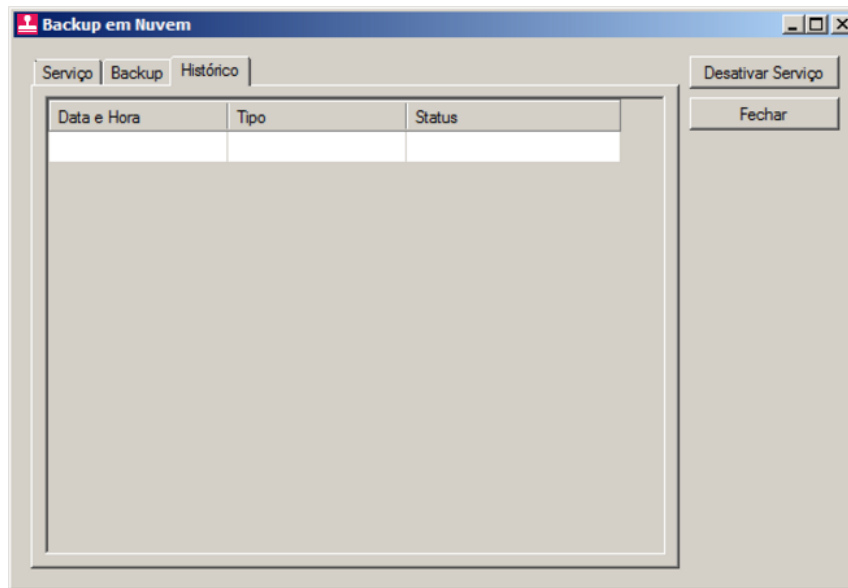 Backup em Nuvem
Serviço Backup Histórico
Desativar Serviço
Fechar
Data e Hora Tipo Status